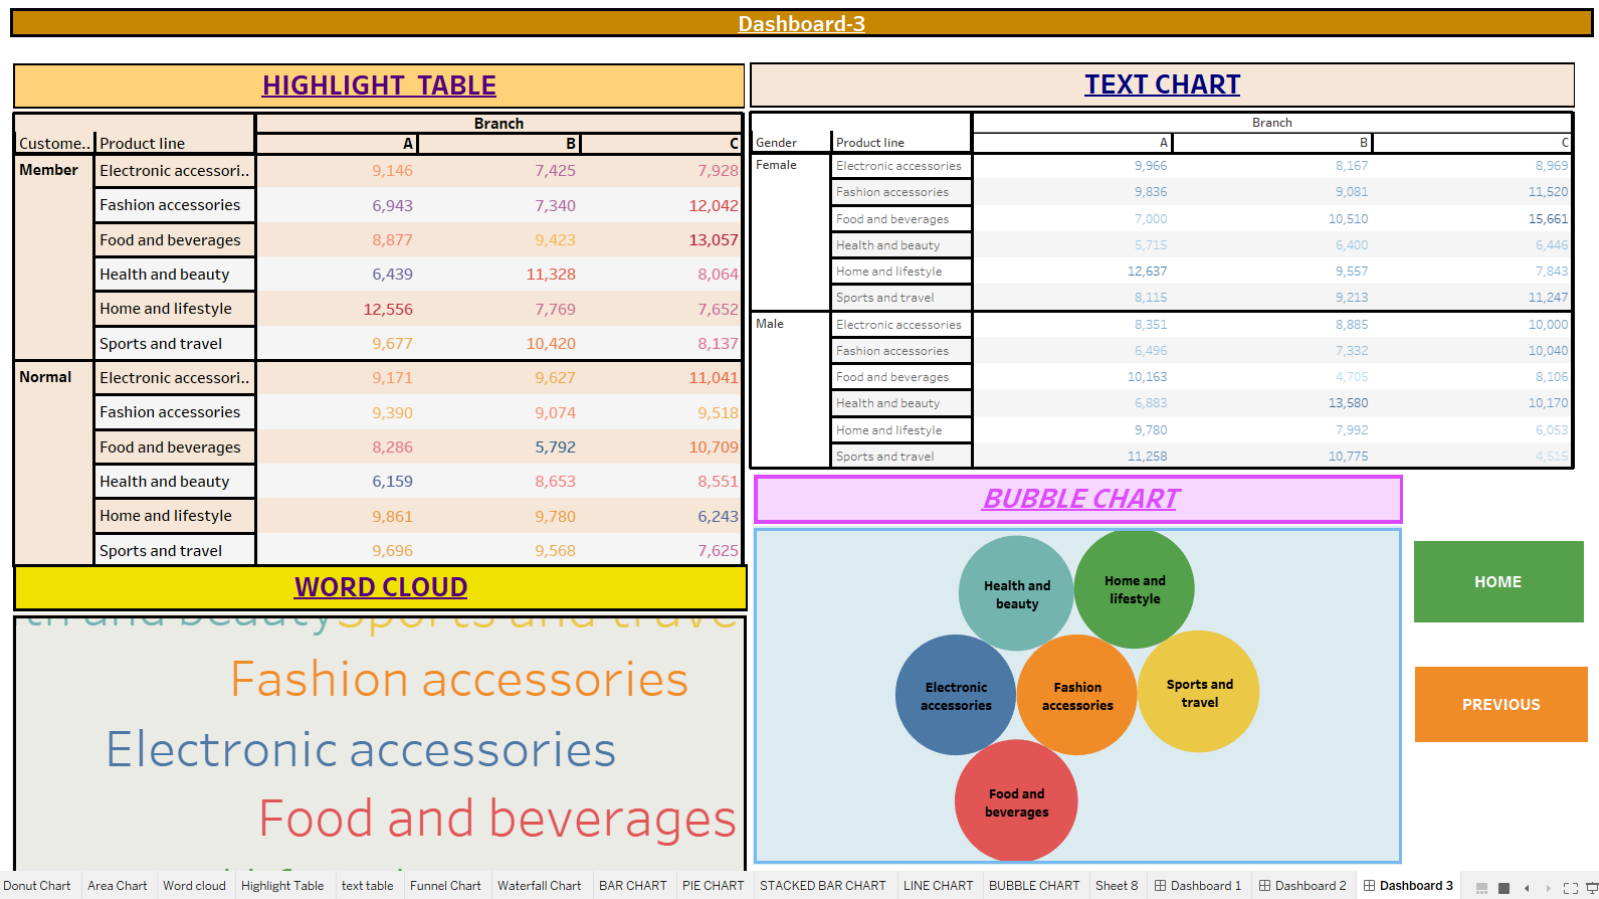 Dashboard-3
HIGHLIGHT TABLE
Branch
Custome.. Product line A B C
Member Electronic accessori.. 9,146 7,425 7,928
Fashion accessories 6,943 7,340 12,042
Food and beverages 8,877 9,423 13,057
Health and beauty 6,439 11,328 8,064
Home and lifestyle 12,556 7,769 7,652
Sports and travel 9,677 10,420 8,137
Normal Electronic accessori.. 9,171 9,627 11,041
Fashion accessories 9,390 9,074 9,518
Food and beverages 8,286 5,792 10,709
Health and beauty 6,159 8,653 8,551
Home and lifestyle 9,861 9,780 6,243
Sports and travel 9,696 9,568 7,625
TEXT CHART
Branch
Gender Product line A B C
Female Electronic accessories 9,966 8,167 8,969
Fashion accessories 9,836 9,081 11,520
Food and beverages 7,000 10,510 15,661
Health and beauty 5,715 6,400 6,446
Home and lifestyle 12,637 9,557 7,843
Sports and travel 8,115 9,213 11,247
Male Electronic accessories 8,351 8,885 10,000
Fashion accessories 6,496 7,332 10,040
Food and beverages 10,163 4,705 8,106
Health and beauty 6,883 13,580 10,170
Home and lifestyle 9,780 7,992 6,053
Sports and travel 11,258 10,775 4,515
WORD CLOUD
and beauty Sports and trave
Fashion accessories
Electronic accessories
Food and beverages
BUBBLE CHART
Health and
beauty
Home and
lifestyle
Electronic
accessories
Fashion
accessories
Sports and
travel
Food and
beverages
HOME
PREVIOUS
Donut Chart Area Chart Word cloud Highlight Table text table Funnel Chart Waterfall Chart BAR CHART PIE CHART STACKED BAR CHART LINE CHART BUBBLE CHART Sheet 8 Dashboard 1 Dashboard 2 Dashboard 3